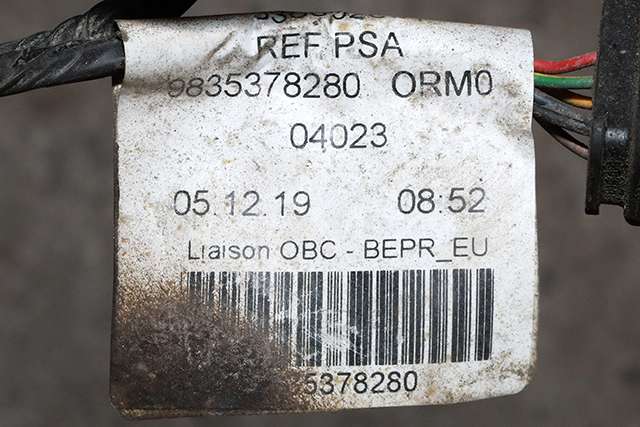 REF PSA
9835378280 ORM0
04023
05.12.19 08:52
Liaison OBC - BEPR_EU
5378280